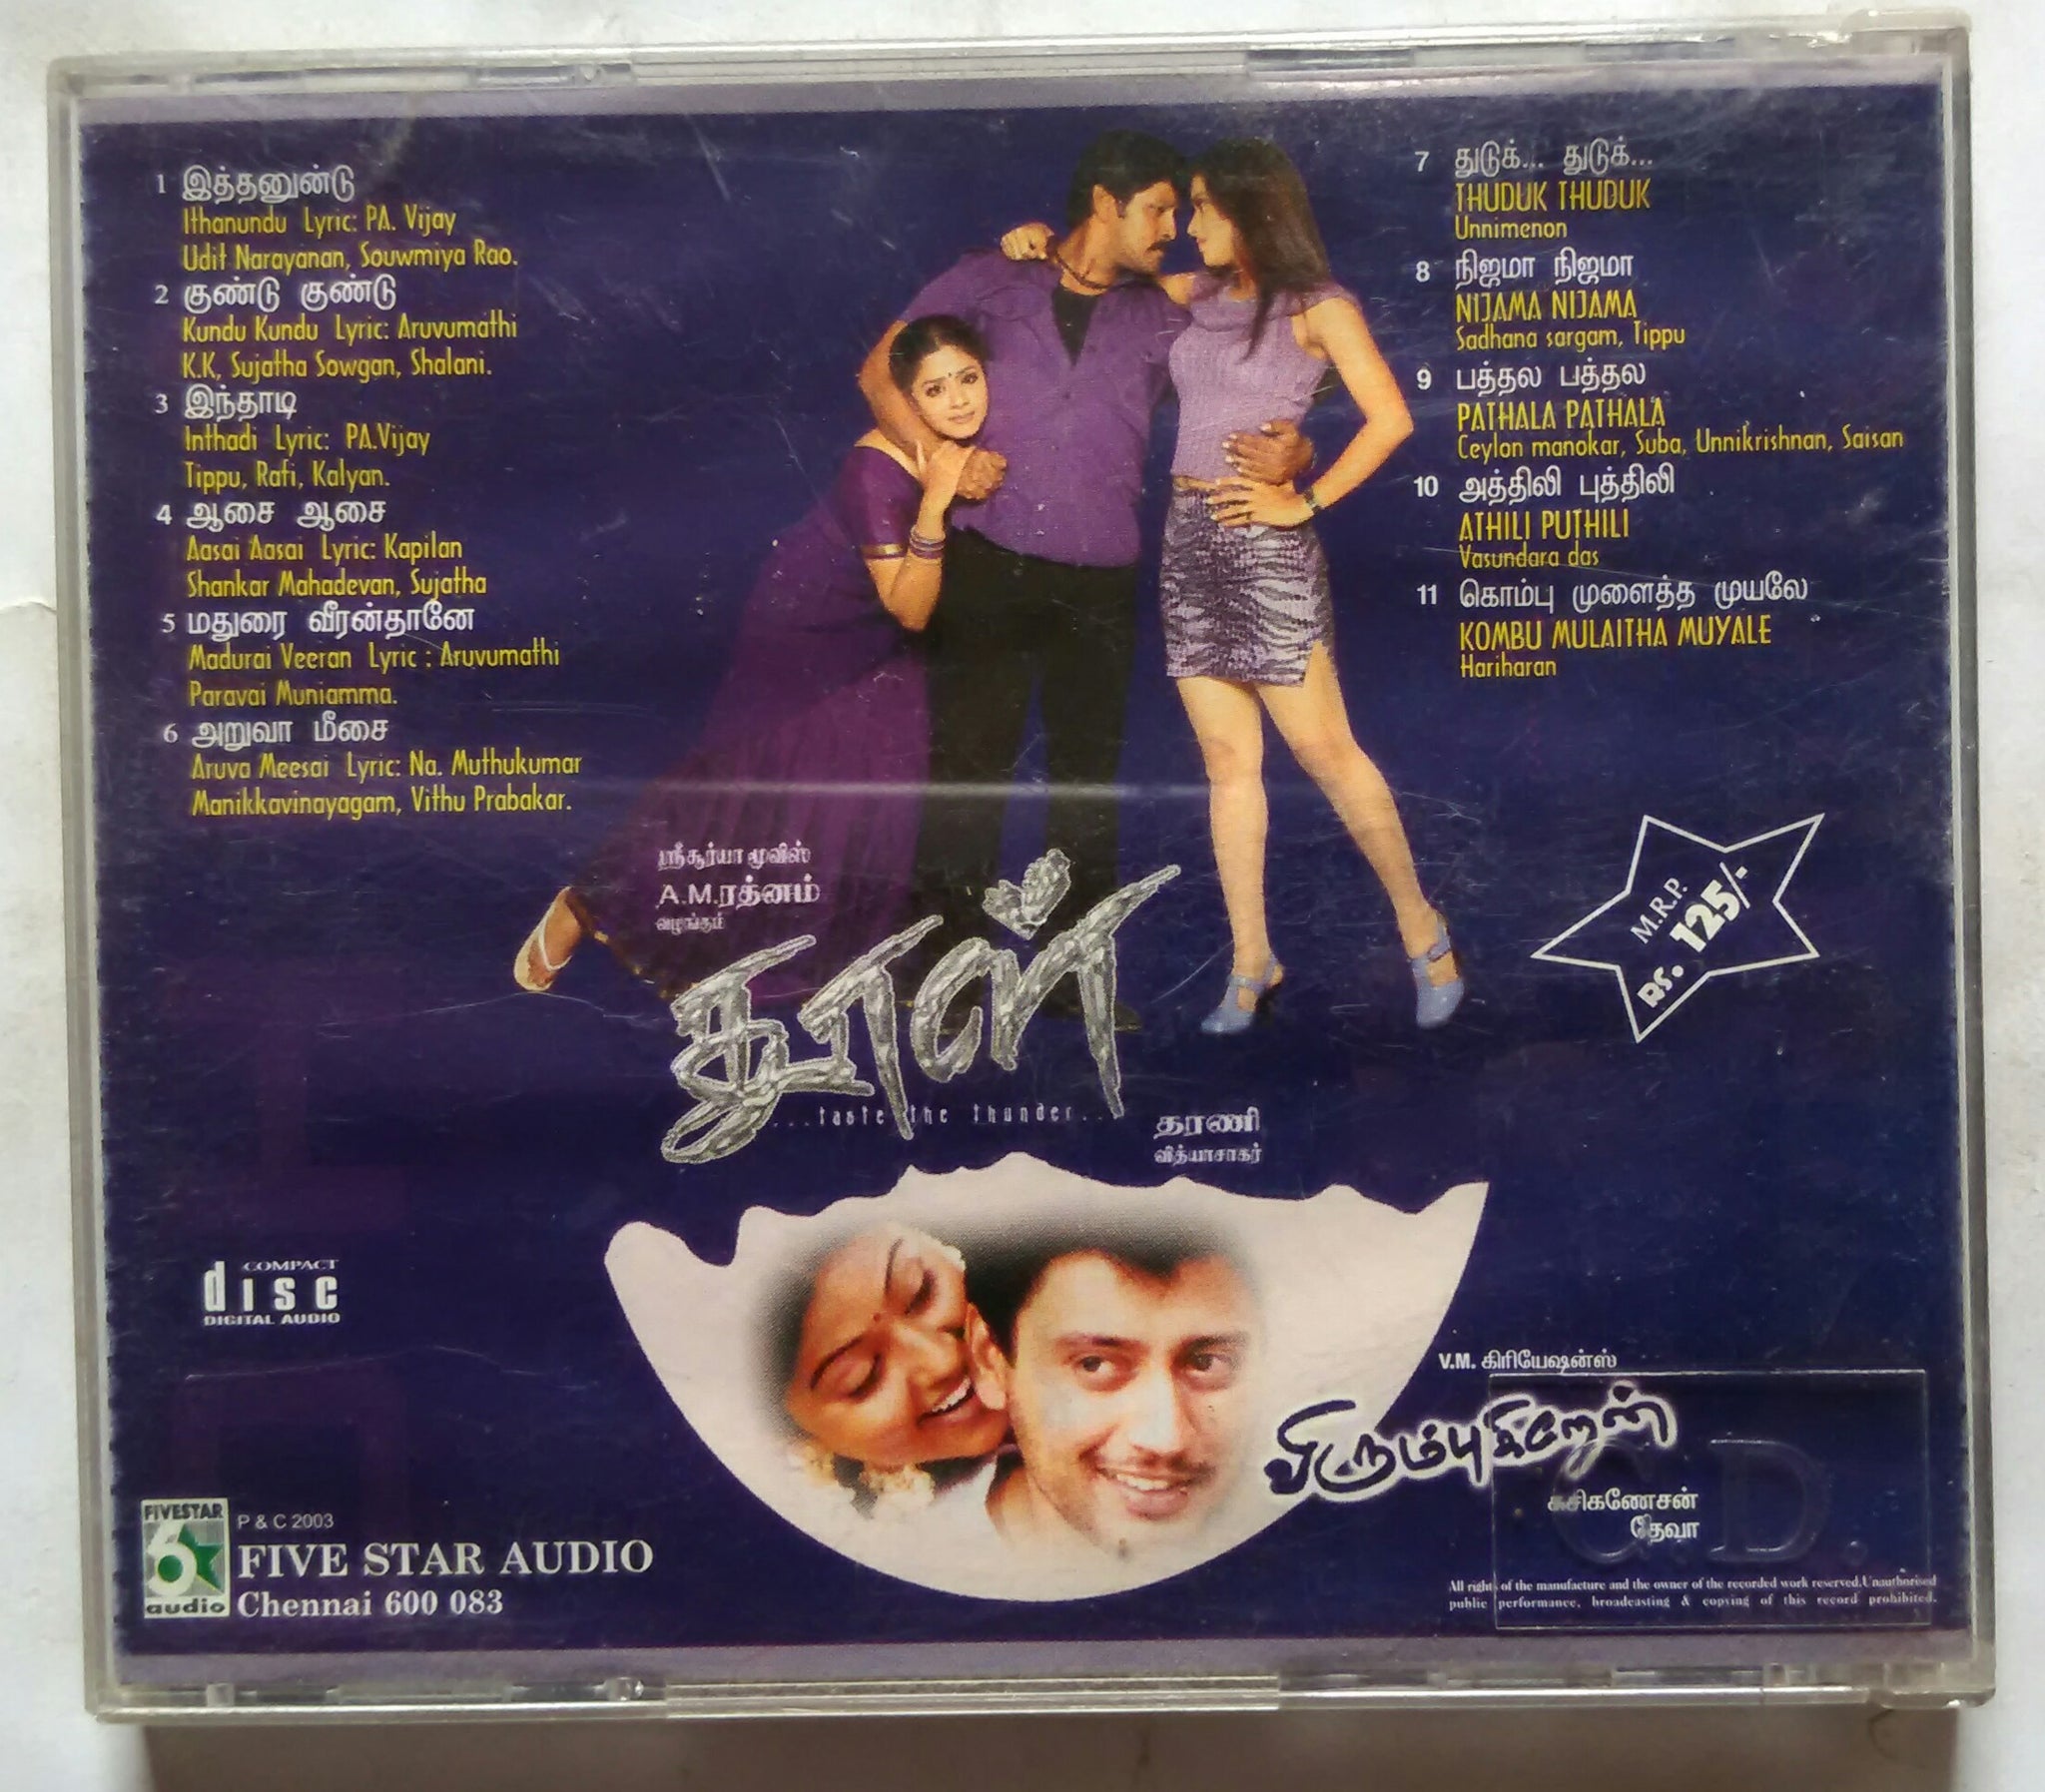 1 இத்தனுண்டு
Ithanundu Lyric: PA. Vijay
Udit Narayanan, Souwmiya Rao.
2 குண்டு குண்டு
Kundu Kundu Lyric: Aruvumathi
K.K, Sujatha Sowgan, Shalani.
3 இந்தாடி
Inthadi Lyric: PA.Vijay
Tippu, Rafi, Kalyan.
4 ஆசை ஆசை
Aasai Aasai Lyric: Kapilan
Shankar Mahadevan, Sujatha
5 மதுரை வீரன்தானே
Madurai Veeran Lyric : Aruvumathi
Paravai Muniamma.
6 அறுவா மீசை
Aruva Meesai Lyric: Na. Muthukumar
Manikkavinayagam, Vithu Prabakar.
7 துடுக்... துடுக்...
THUDUK THUDUK
Unnimenon
8 நிஜமா நிஜமா
NIJAMA NIJAMA
Sadhana sargam, Tippu
9 பத்தல பத்தல
PATHALA PATHALA
Ceylon manokar, Suba, Unnikrishnan, Saisan
10 அத்திலி புத்திலி
ATHILI PUTHILI
Vasundara das
11 கொம்பு முளைத்த முயலே
KOMBU MULAITHA MUYALE
Hariharan
ஸ்ரீசூர்யா மூவிஸ்
A.M.ரத்னம்
வழங்கும்
தூள்
...taste the thunder...
தரணி
வித்யாசாகர்
M.R.P.
RS. 125/-
COMPACT
disc
DIGITAL AUDIO
V.M. கிரியேஷன்ஸ்
விரும்புகிறேன்
சுசிகணேசன்
தேவா
C.D.
FIVESTAR
audio
P & C 2003
FIVE STAR AUDIO
Chennai 600 083
All rights of the manufacture and the owner of the recorded work reserved.Unauthorised
public performance, broadcasting & copying of this record prohibited.